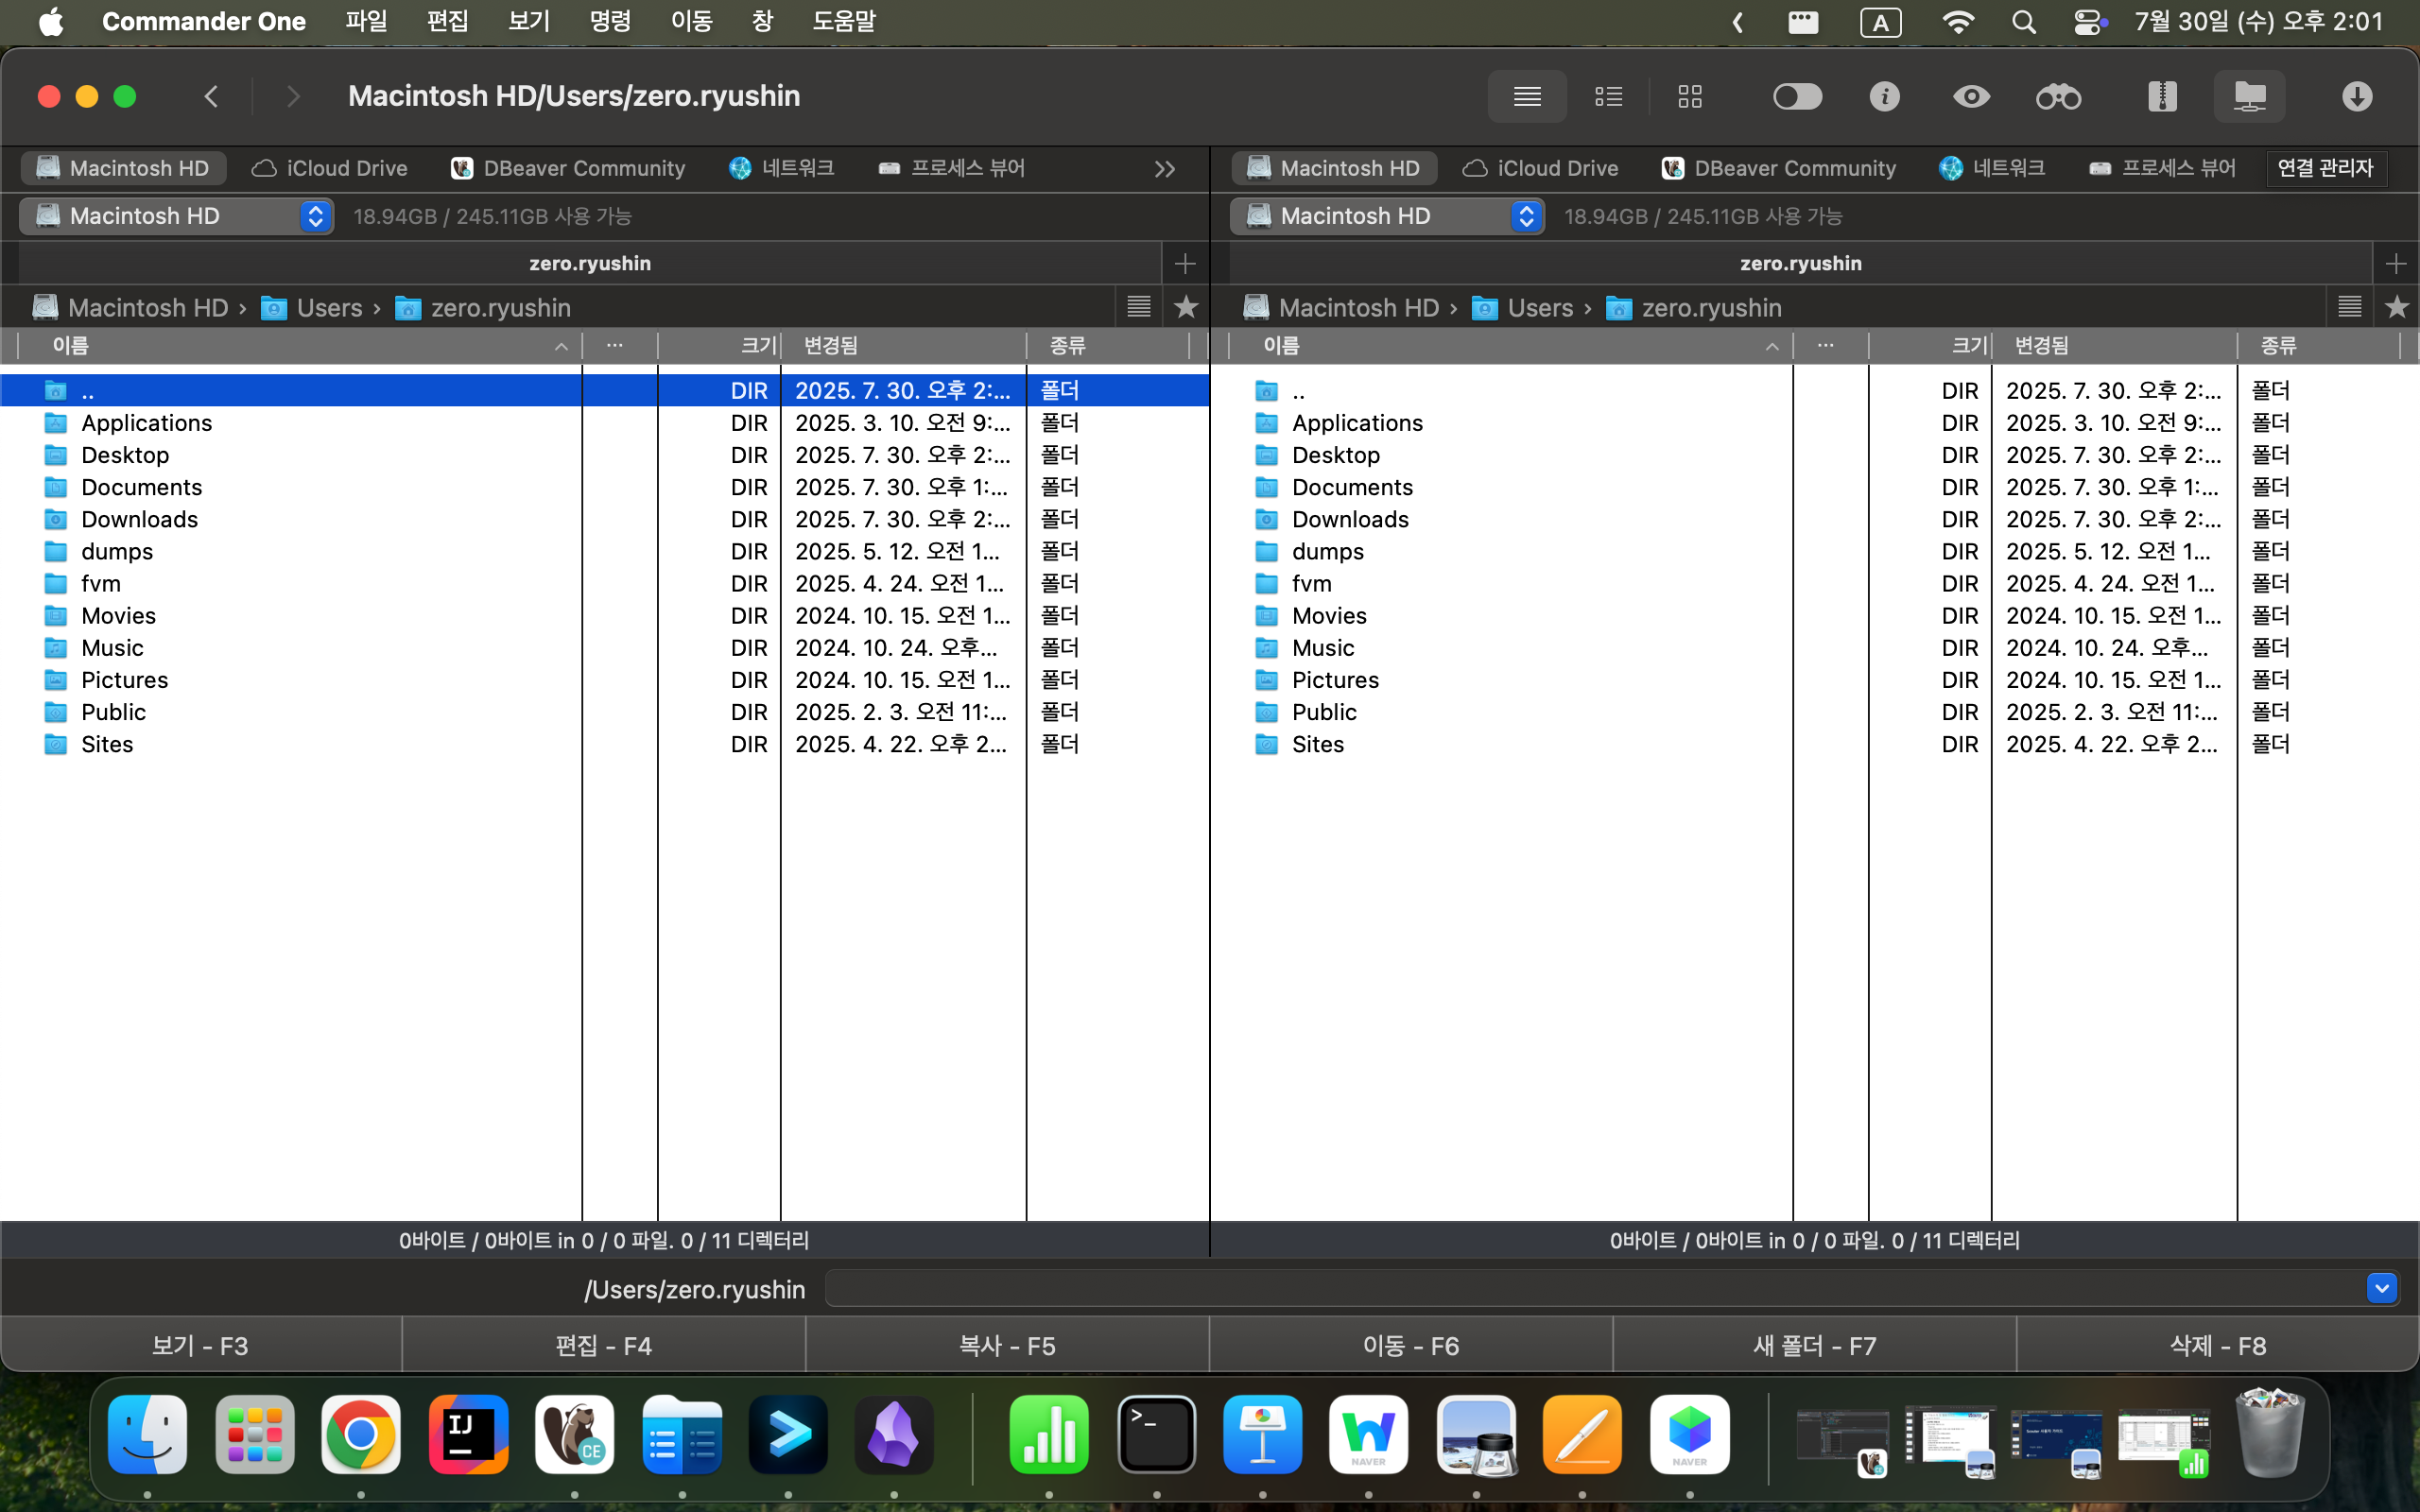 Commander One 파일 편집 보기 명령 이동 창 도움말 A 7월 30일 (수) 오후 2:01
Macintosh HD/Users/zero.ryushin
Macintosh HD iCloud Drive DBeaver Community 네트워크 프로세스 뷰어
Macintosh HD 18.94GB / 245.11GB 사용 가능
zero.ryushin
Macintosh HD › Users › zero.ryushin
이름 ... 크기 변경됨 종류
.. DIR 2025. 7. 30. 오후 2:... 폴더
Applications DIR 2025. 3. 10. 오전 9:... 폴더
Desktop DIR 2025. 7. 30. 오후 2:... 폴더
Documents DIR 2025. 7. 30. 오후 1:... 폴더
Downloads DIR 2025. 7. 30. 오후 2:... 폴더
dumps DIR 2025. 5. 12. 오전 1... 폴더
fvm DIR 2025. 4. 24. 오전 1... 폴더
Movies DIR 2024. 10. 15. 오전 1... 폴더
Music DIR 2024. 10. 24. 오후... 폴더
Pictures DIR 2024. 10. 15. 오전 1... 폴더
Public DIR 2025. 2. 3. 오전 11:... 폴더
Sites DIR 2025. 4. 22. 오후 2... 폴더
0바이트 / 0바이트 in 0 / 0 파일. 0 / 11 디렉터리
Macintosh HD iCloud Drive DBeaver Community 네트워크 프로세스 뷰어 연결 관리자
Macintosh HD 18.94GB / 245.11GB 사용 가능
zero.ryushin
Macintosh HD › Users › zero.ryushin
이름 ... 크기 변경됨 종류
.. DIR 2025. 7. 30. 오후 2:... 폴더
Applications DIR 2025. 3. 10. 오전 9:... 폴더
Desktop DIR 2025. 7. 30. 오후 2:... 폴더
Documents DIR 2025. 7. 30. 오후 1:... 폴더
Downloads DIR 2025. 7. 30. 오후 2:... 폴더
dumps DIR 2025. 5. 12. 오전 1... 폴더
fvm DIR 2025. 4. 24. 오전 1... 폴더
Movies DIR 2024. 10. 15. 오전 1... 폴더
Music DIR 2024. 10. 24. 오후... 폴더
Pictures DIR 2024. 10. 15. 오전 1... 폴더
Public DIR 2025. 2. 3. 오전 11:... 폴더
Sites DIR 2025. 4. 22. 오후 2... 폴더
0바이트 / 0바이트 in 0 / 0 파일. 0 / 11 디렉터리
/Users/zero.ryushin
보기 - F3 편집 - F4 복사 - F5 이동 - F6 새 폴더 - F7 삭제 - F8
IJ CE >_ NAVER NAVER